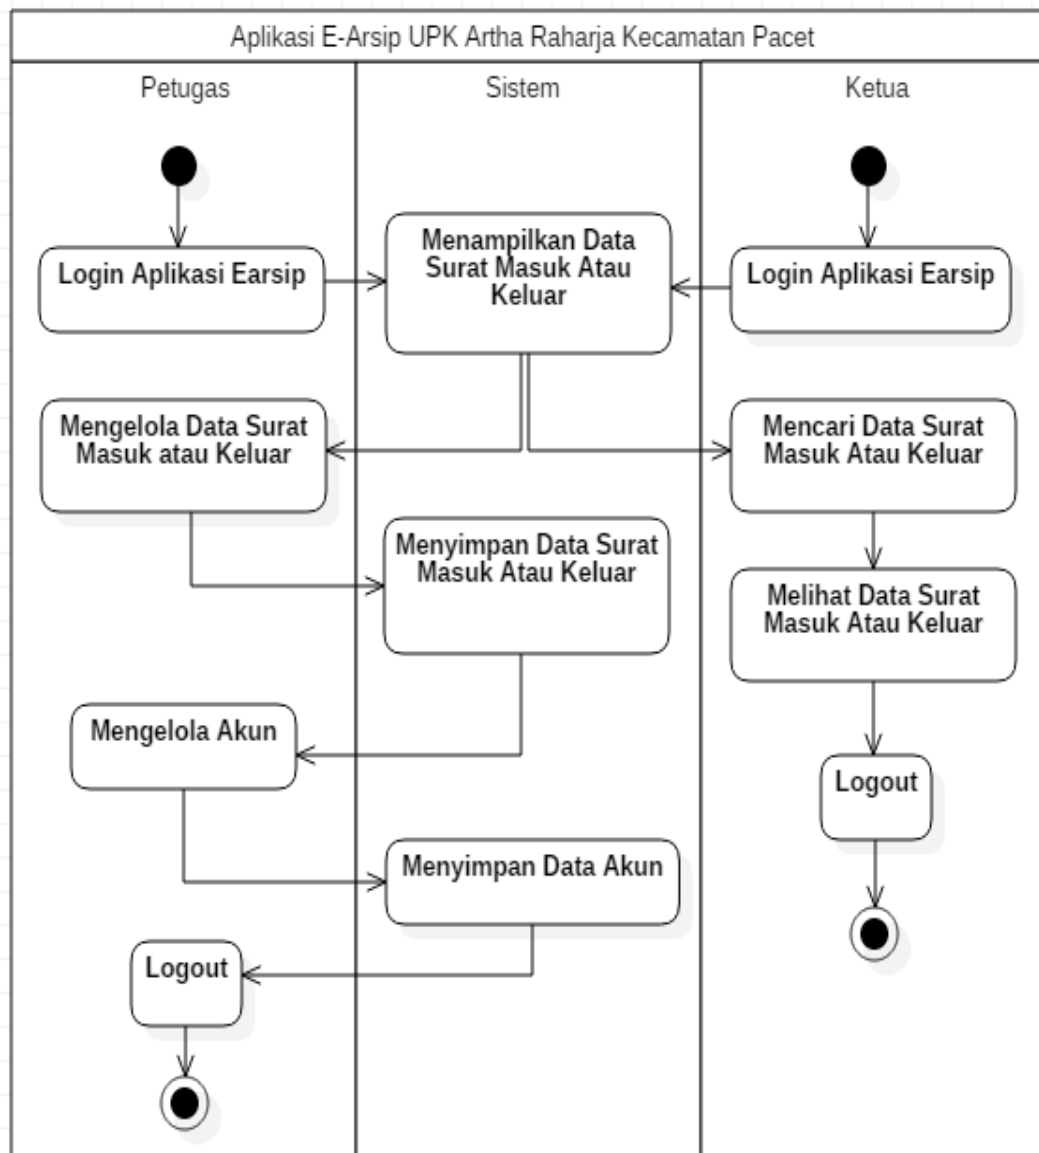 Aplikasi E-Arsip UPK Artha Raharja Kecamatan Pacet
Petugas
Sistem
Ketua
Login Aplikasi Earsip
Menampilkan Data
Surat Masuk Atau
Keluar
Login Aplikasi Earsip
Mengelola Data Surat
Masuk atau Keluar
Mencari Data Surat
Masuk Atau Keluar
Menyimpan Data Surat
Masuk Atau Keluar
Melihat Data Surat
Masuk Atau Keluar
Mengelola Akun
Logout
Menyimpan Data Akun
Logout